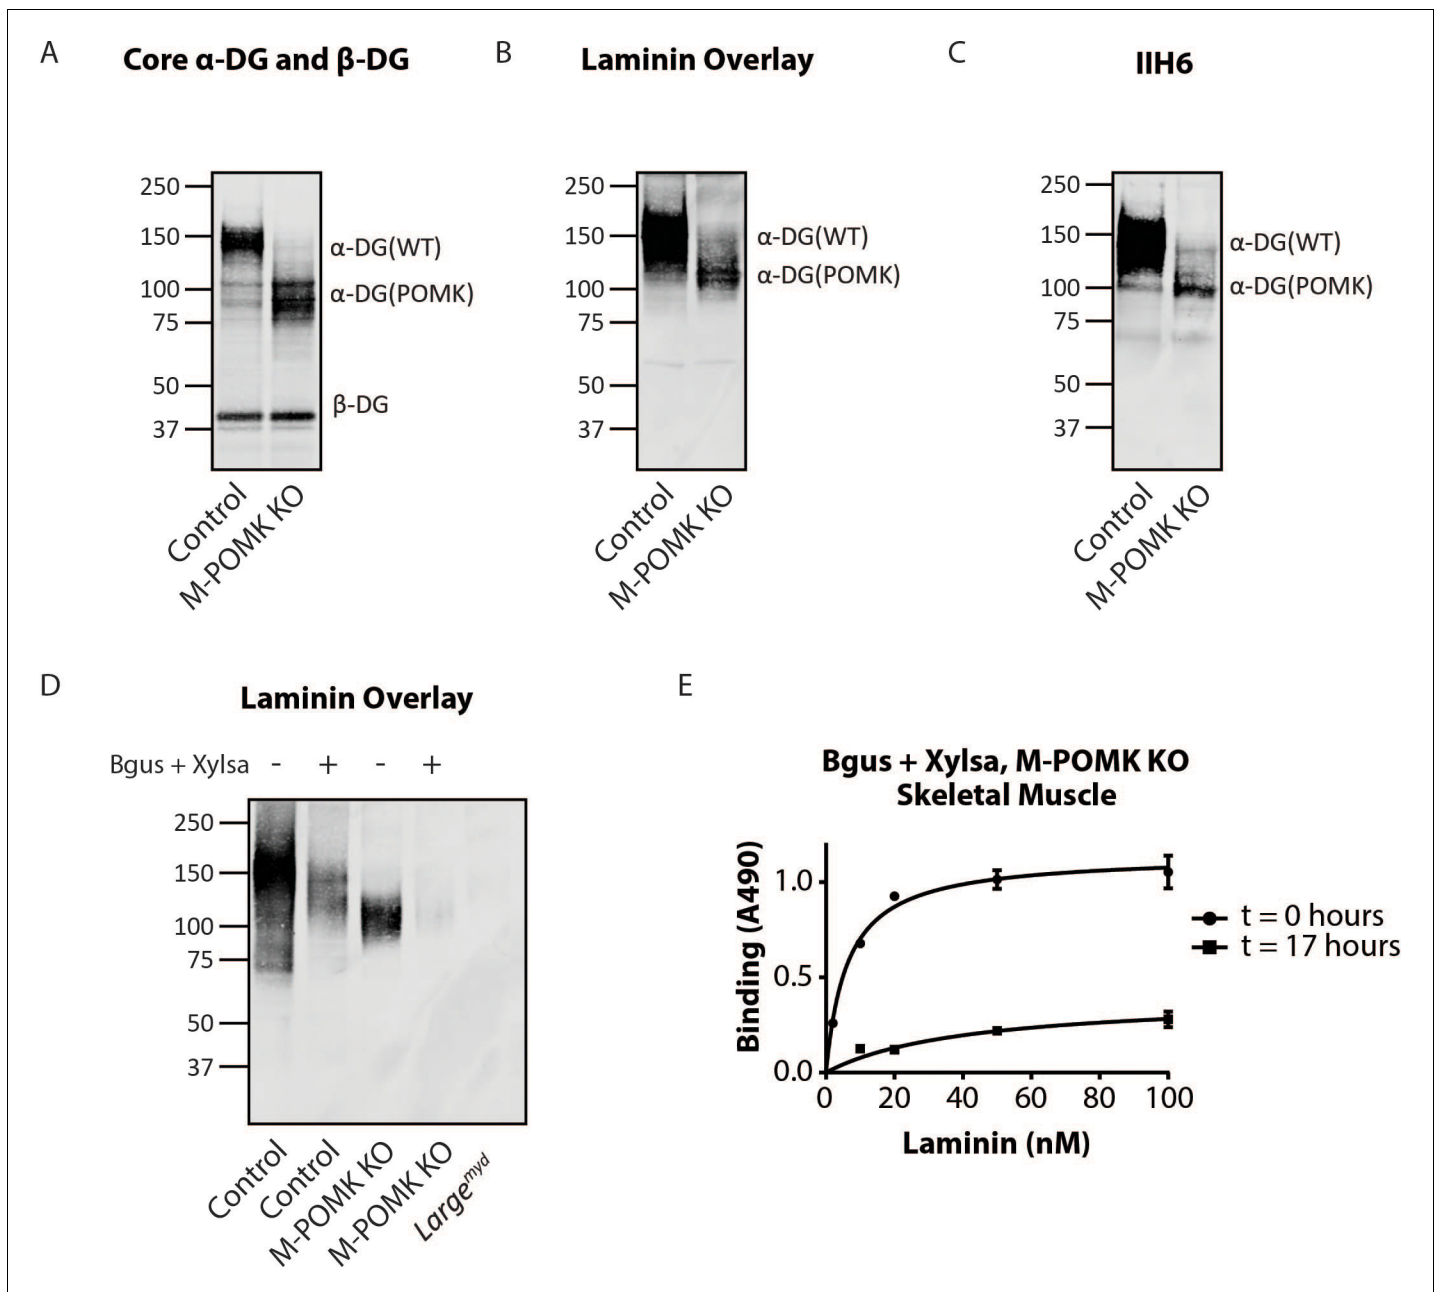 A
Core α-DG and β-DG
250
150
100
75
50
37
α-DG(WT)
α-DG(POMK)
β-DG
Control
M-POMK KO
B
Laminin Overlay
250
150
100
75
50
37
α-DG(WT)
α-DG(POMK)
Control
M-POMK KO
C
IIH6
250
150
100
75
50
37
α-DG(WT)
α-DG(POMK)
Control
M-POMK KO
D
Laminin Overlay
Bgus + Xylsa - + - +
250
150
100
75
50
37
Control
Control
M-POMK KO
M-POMK KO
Largemyd
E
Bgus + Xylsa, M-POMK KO
Skeletal Muscle
Binding (A490)
1.0
0.5
0.0
0 20 40 60 80 100
Laminin (nM)
t = 0 hours
t = 17 hours